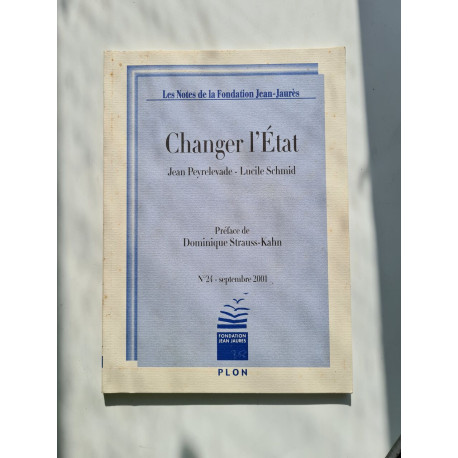 Les Notes de la Fondation Jean-Jaurès
Changer l'État
Jean Peyrelevade - Lucile Schmid
Préface de
Dominique Strauss-Kahn
N°24 - septembre 2001
FONDATION
JEAN JAURÈS
PLON